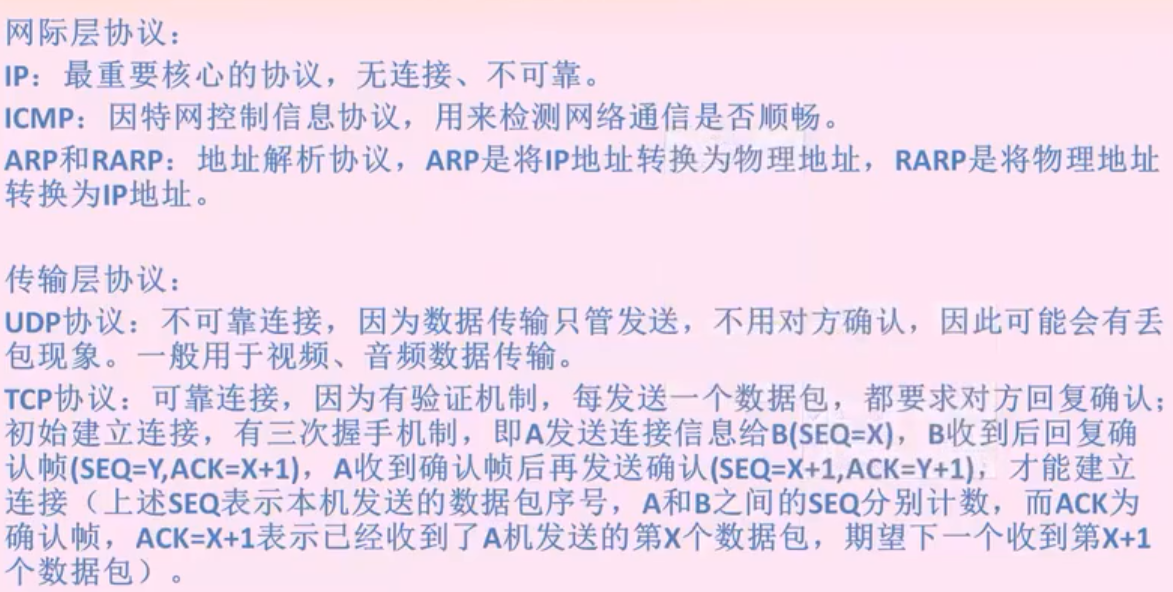 网际层协议：
IP：最重要核心的协议，无连接、不可靠。
ICMP：因特网控制信息协议，用来检测网络通信是否顺畅。
ARP和RARP：地址解析协议，ARP是将IP地址转换为物理地址，RARP是将物理地址
转换为IP地址。
传输层协议：
UDP协议：不可靠连接，因为数据传输只管发送，不用对方确认，因此可能会有丢
包现象。一般用于视频、音频数据传输。
TCP协议：可靠连接，因为有验证机制，每发送一个数据包，都要求对方回复确认；
初始建立连接，有三次握手机制，即A发送连接信息给B(SEQ=X)，B收到后回复确
认帧(SEQ=Y,ACK=X+1)，A收到确认帧后再发送确认(SEQ=X+1,ACK=Y+1)，才能建立
连接（上述SEQ表示本机发送的数据包序号，A和B之间的SEQ分别计数，而ACK为
确认帧，ACK=X+1表示已经收到了A机发送的第X个数据包，期望下一个收到第X+1
个数据包）。